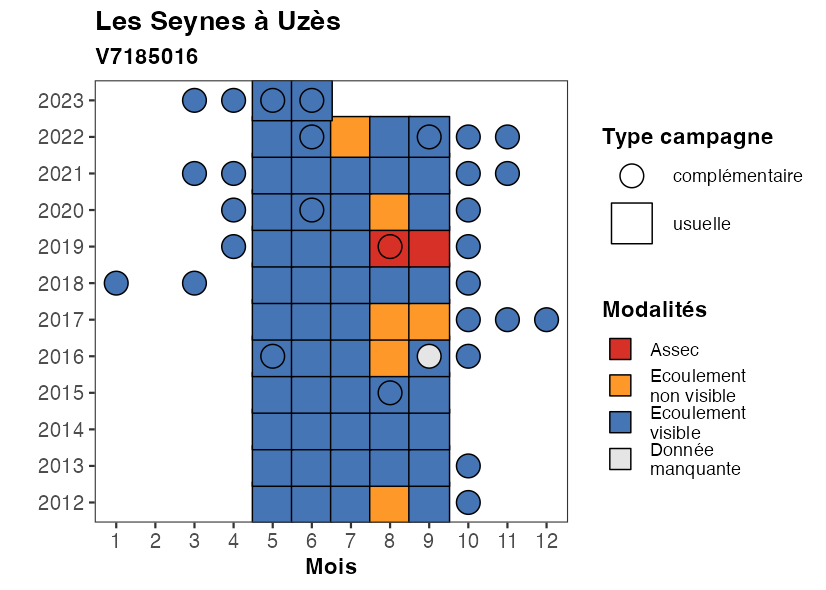 Les Seynes à Uzès
V7185016
2023
2022
2021
2020
2019
2018
2017
2016
2015
2014
2013
2012
1 2 3 4 5 6 7 8 9 10 11 12
Mois
Type campagne
complémentaire
usuelle
Modalités
Assec
Ecoulement
non visible
Ecoulement
visible
Donnée
manquante